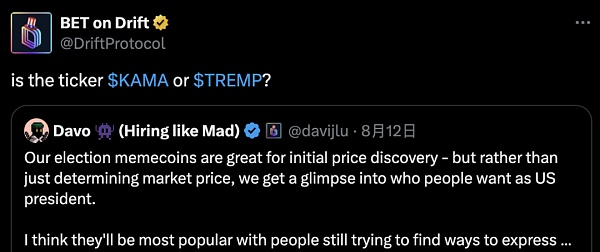 BET on Drift
@DriftProtocol
is the ticker $KAMA or $TREMP?
Davo 👾 (Hiring like Mad) @davijlu · 8月12日
Our election memecoins are great for initial price discovery - but rather than
just determining market price, we get a glimpse into who people want as US
president.
I think they'll be most popular with people still trying to find ways to express ...